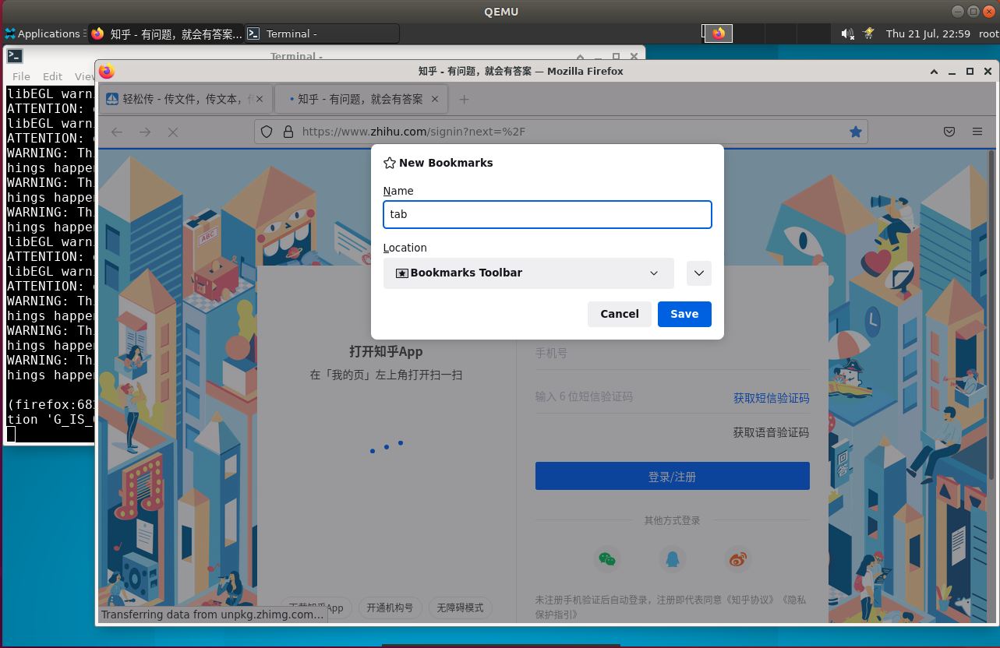 QEMU
Applications
知乎 - 有问题，就会有答案...
Terminal -
Thu 21 Jul, 22:59
root
Terminal -
File Edit View
libEGL warn
ATTENTION:
libEGL warn
ATTENTION:
WARNING: Th
hings happe
WARNING: Th
hings happe
WARNING: Th
hings happe
libEGL warn
ATTENTION:
libEGL warn
ATTENTION:
WARNING: Th
hings happe
WARNING: Th
hings happe
WARNING: Th
hings happe
(firefox:68
tion 'G_IS_
知乎 - 有问题，就会有答案 — Mozilla Firefox
轻松传 - 传文件，传文本，
知乎 - 有问题，就会有答案
https://www.zhihu.com/signin?next=%2F
New Bookmarks
Name
tab
Location
Bookmarks Toolbar
Cancel
Save
ABC
打开知乎App
在「我的页」左上角打开扫一扫
手机号
输入 6 位短信验证码
获取短信验证码
获取语音验证码
登录/注册
其他方式登录
未注册手机验证后自动登录，注册即代表同意《知乎协议》《隐私
保护指引》
回答
下载知乎App
开通机构号
无障碍模式
Transferring data from unpkg.zhimg.com…